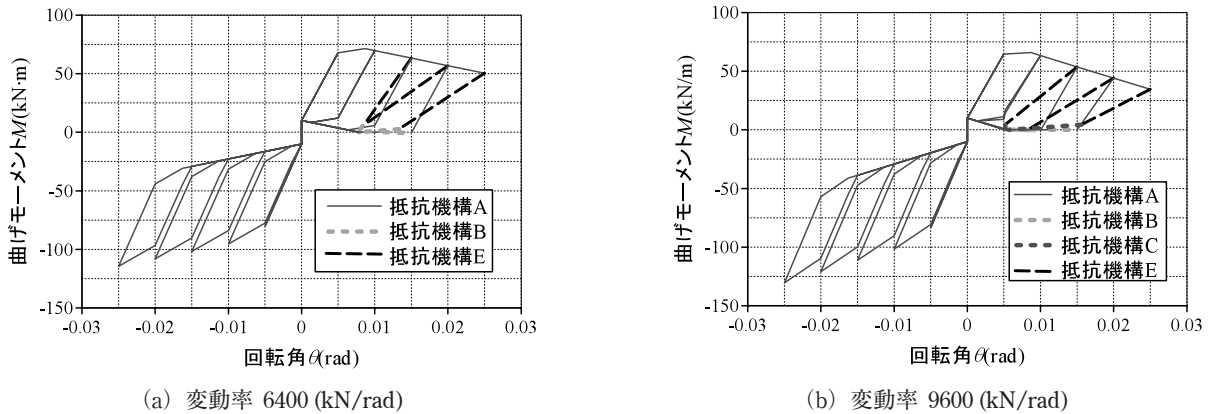 100
50
0
-50
-100
-150
曲げモーメントM(kN·m)
-0.03 -0.02 -0.01 0 0.01 0.02 0.03
回転角θ(rad)
抵抗機構A
抵抗機構B
抵抗機構E
(a) 変動率 6400 (kN/rad)
100
50
0
-50
-100
-150
曲げモーメントM(kN/m)
-0.03 -0.02 -0.01 0 0.01 0.02 0.03
回転角θ(rad)
抵抗機構A
抵抗機構B
抵抗機構C
抵抗機構E
(b) 変動率 9600 (kN/rad)